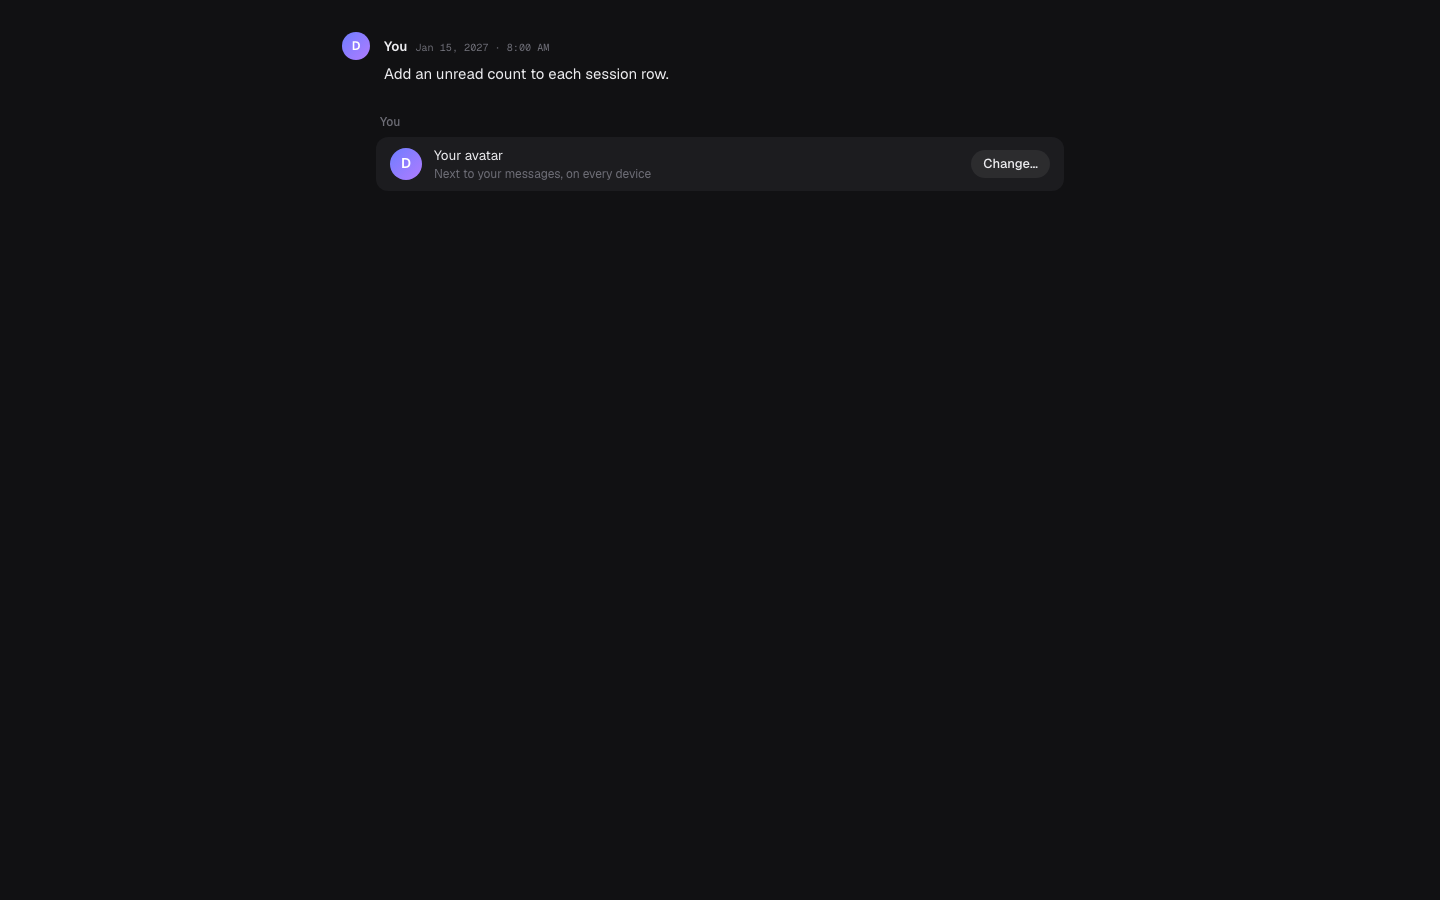 D
You Jan 15, 2027 · 8:00 AM
Add an unread count to each session row.
You
D
Your avatar
Next to your messages, on every device
Change…